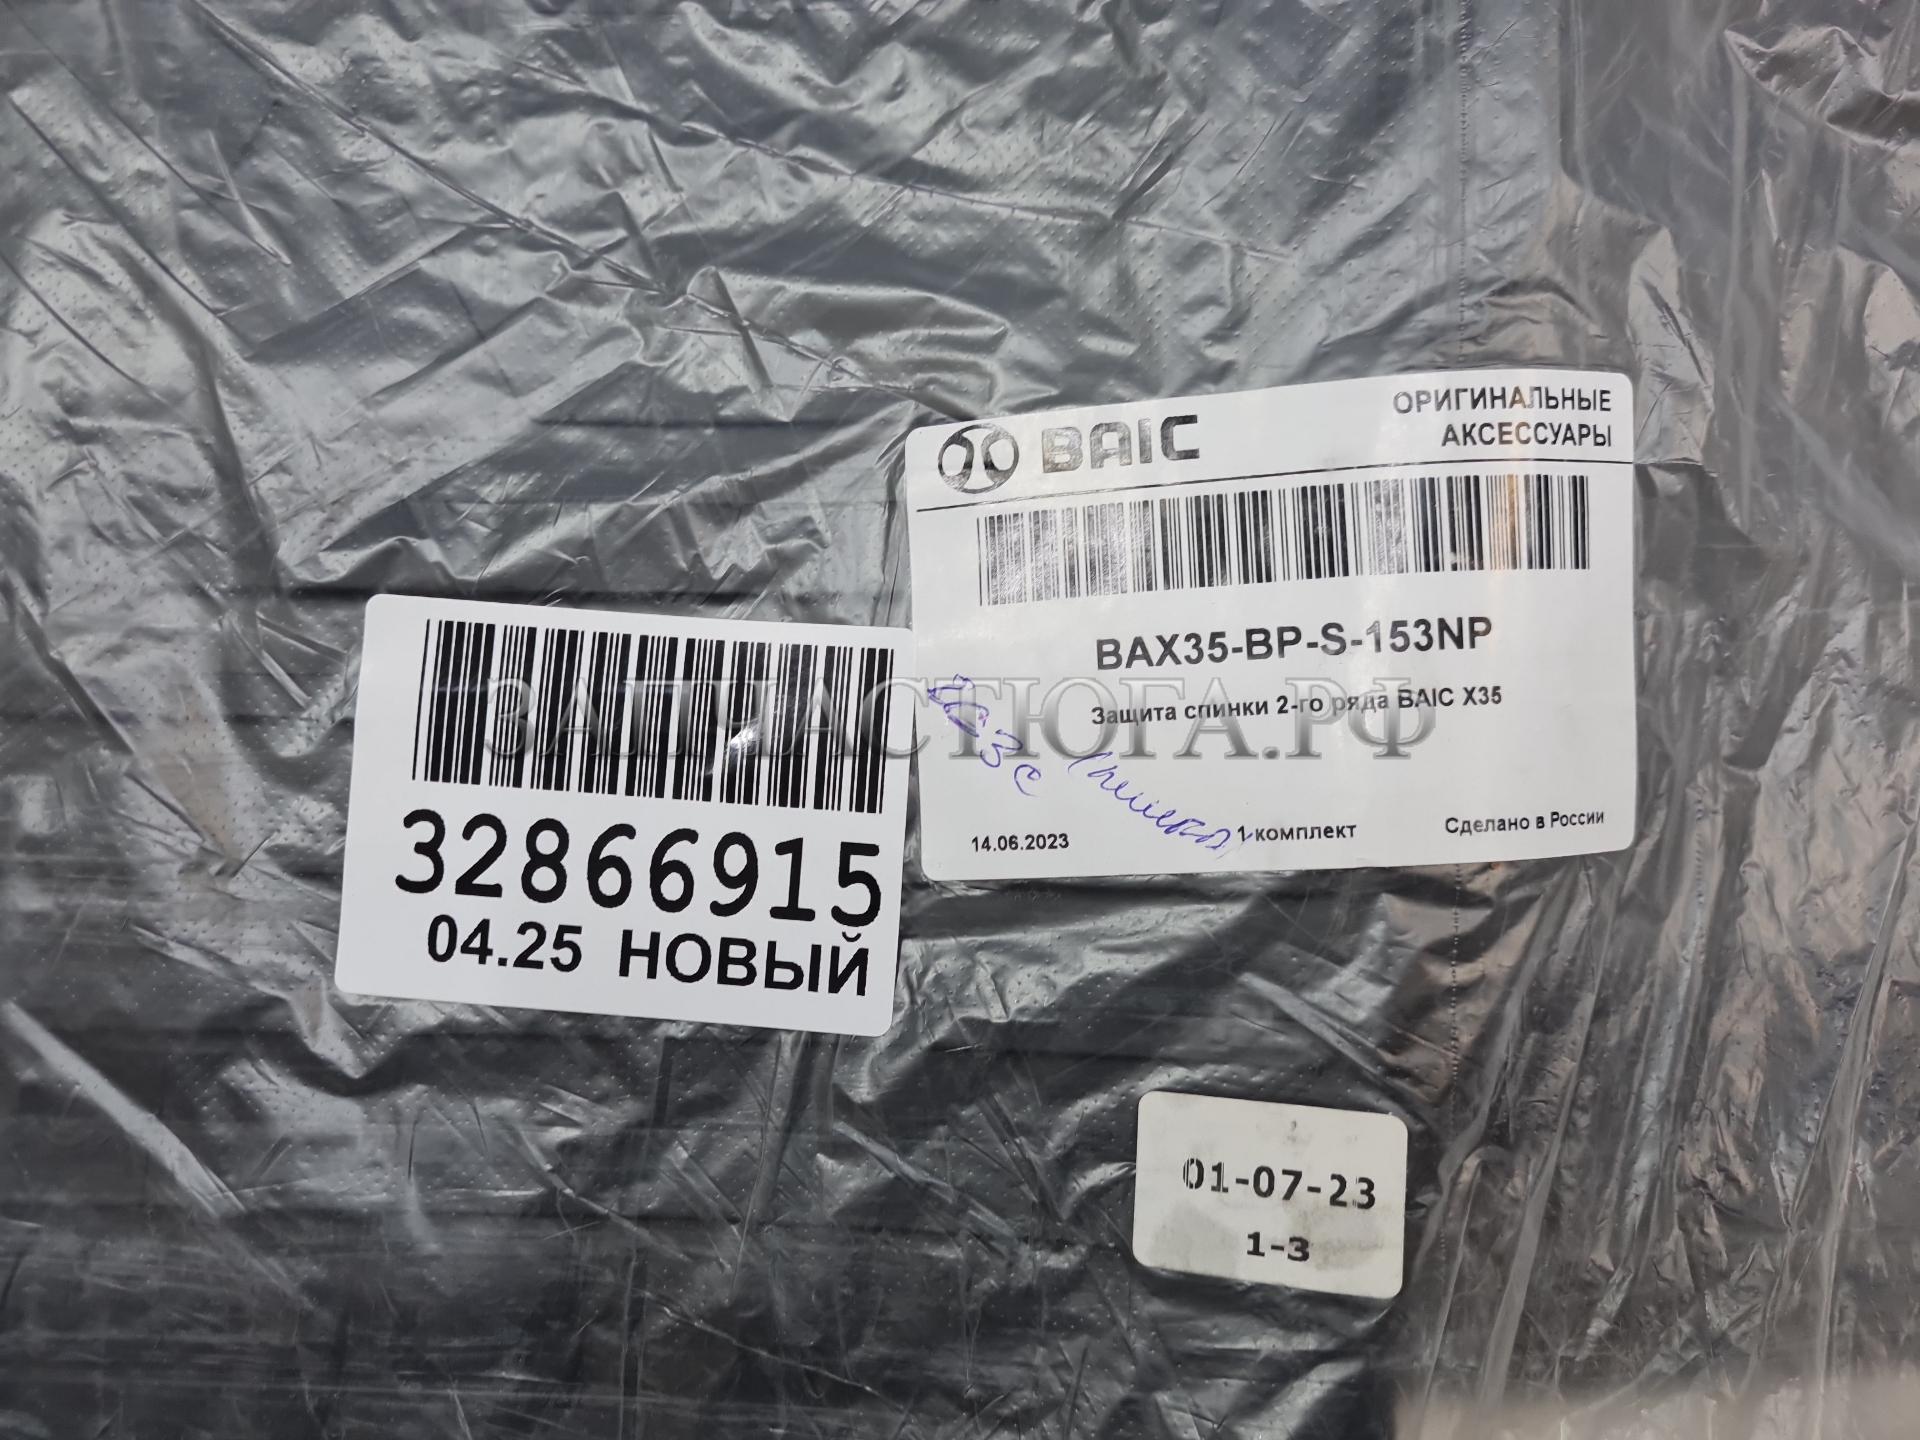 BAIC
ОРИГИНАЛЬНЫЕ
АКСЕССУАРЫ
BAX35-BP-S-153NP
Защита спинки 2-го ряда BAIC X35
14.06.2023
1 комплект
Сделано в России
32866915
04.25 НОВЫЙ
ЗАПЧАСТЮГА.РФ
01-07-23
1-3